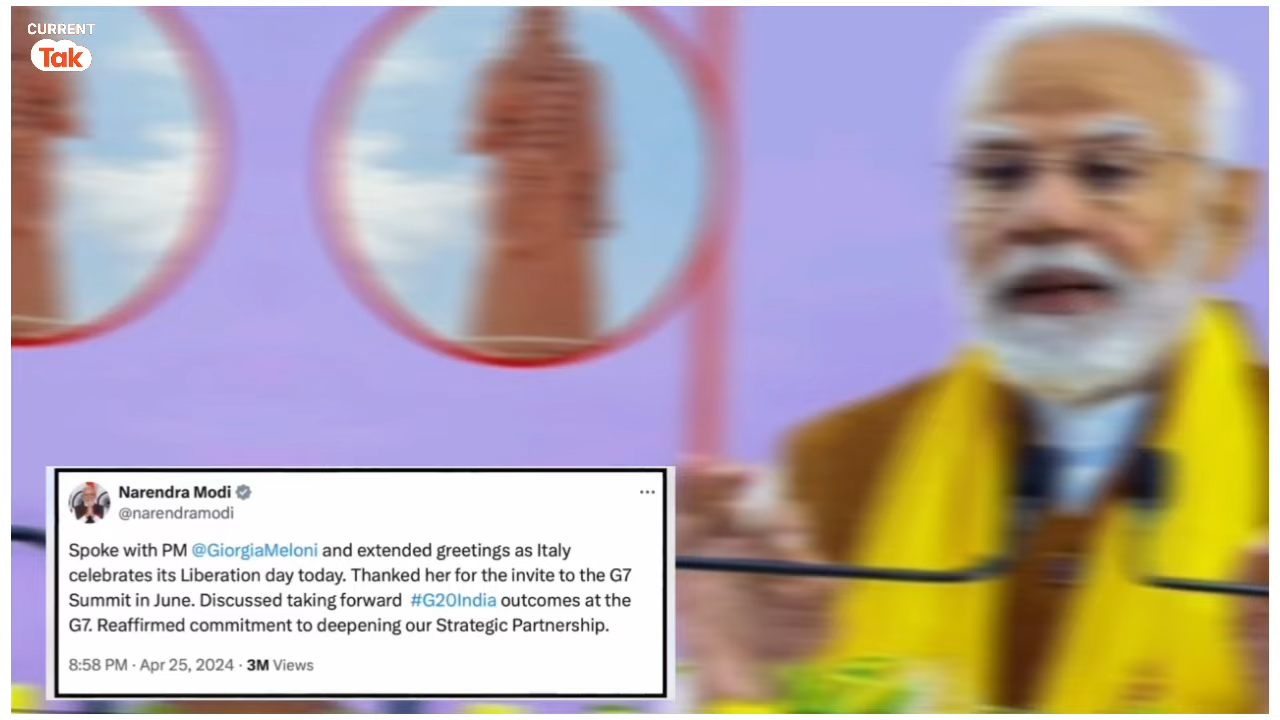 CURRENT
Tak
Narendra Modi
@narendramodi
Spoke with PM @GiorgiaMeloni and extended greetings as Italy
celebrates its Liberation day today. Thanked her for the invite to the G7
Summit in June. Discussed taking forward #G20India outcomes at the
G7. Reaffirmed commitment to deepening our Strategic Partnership.
8:58 PM · Apr 25, 2024 · 3M Views